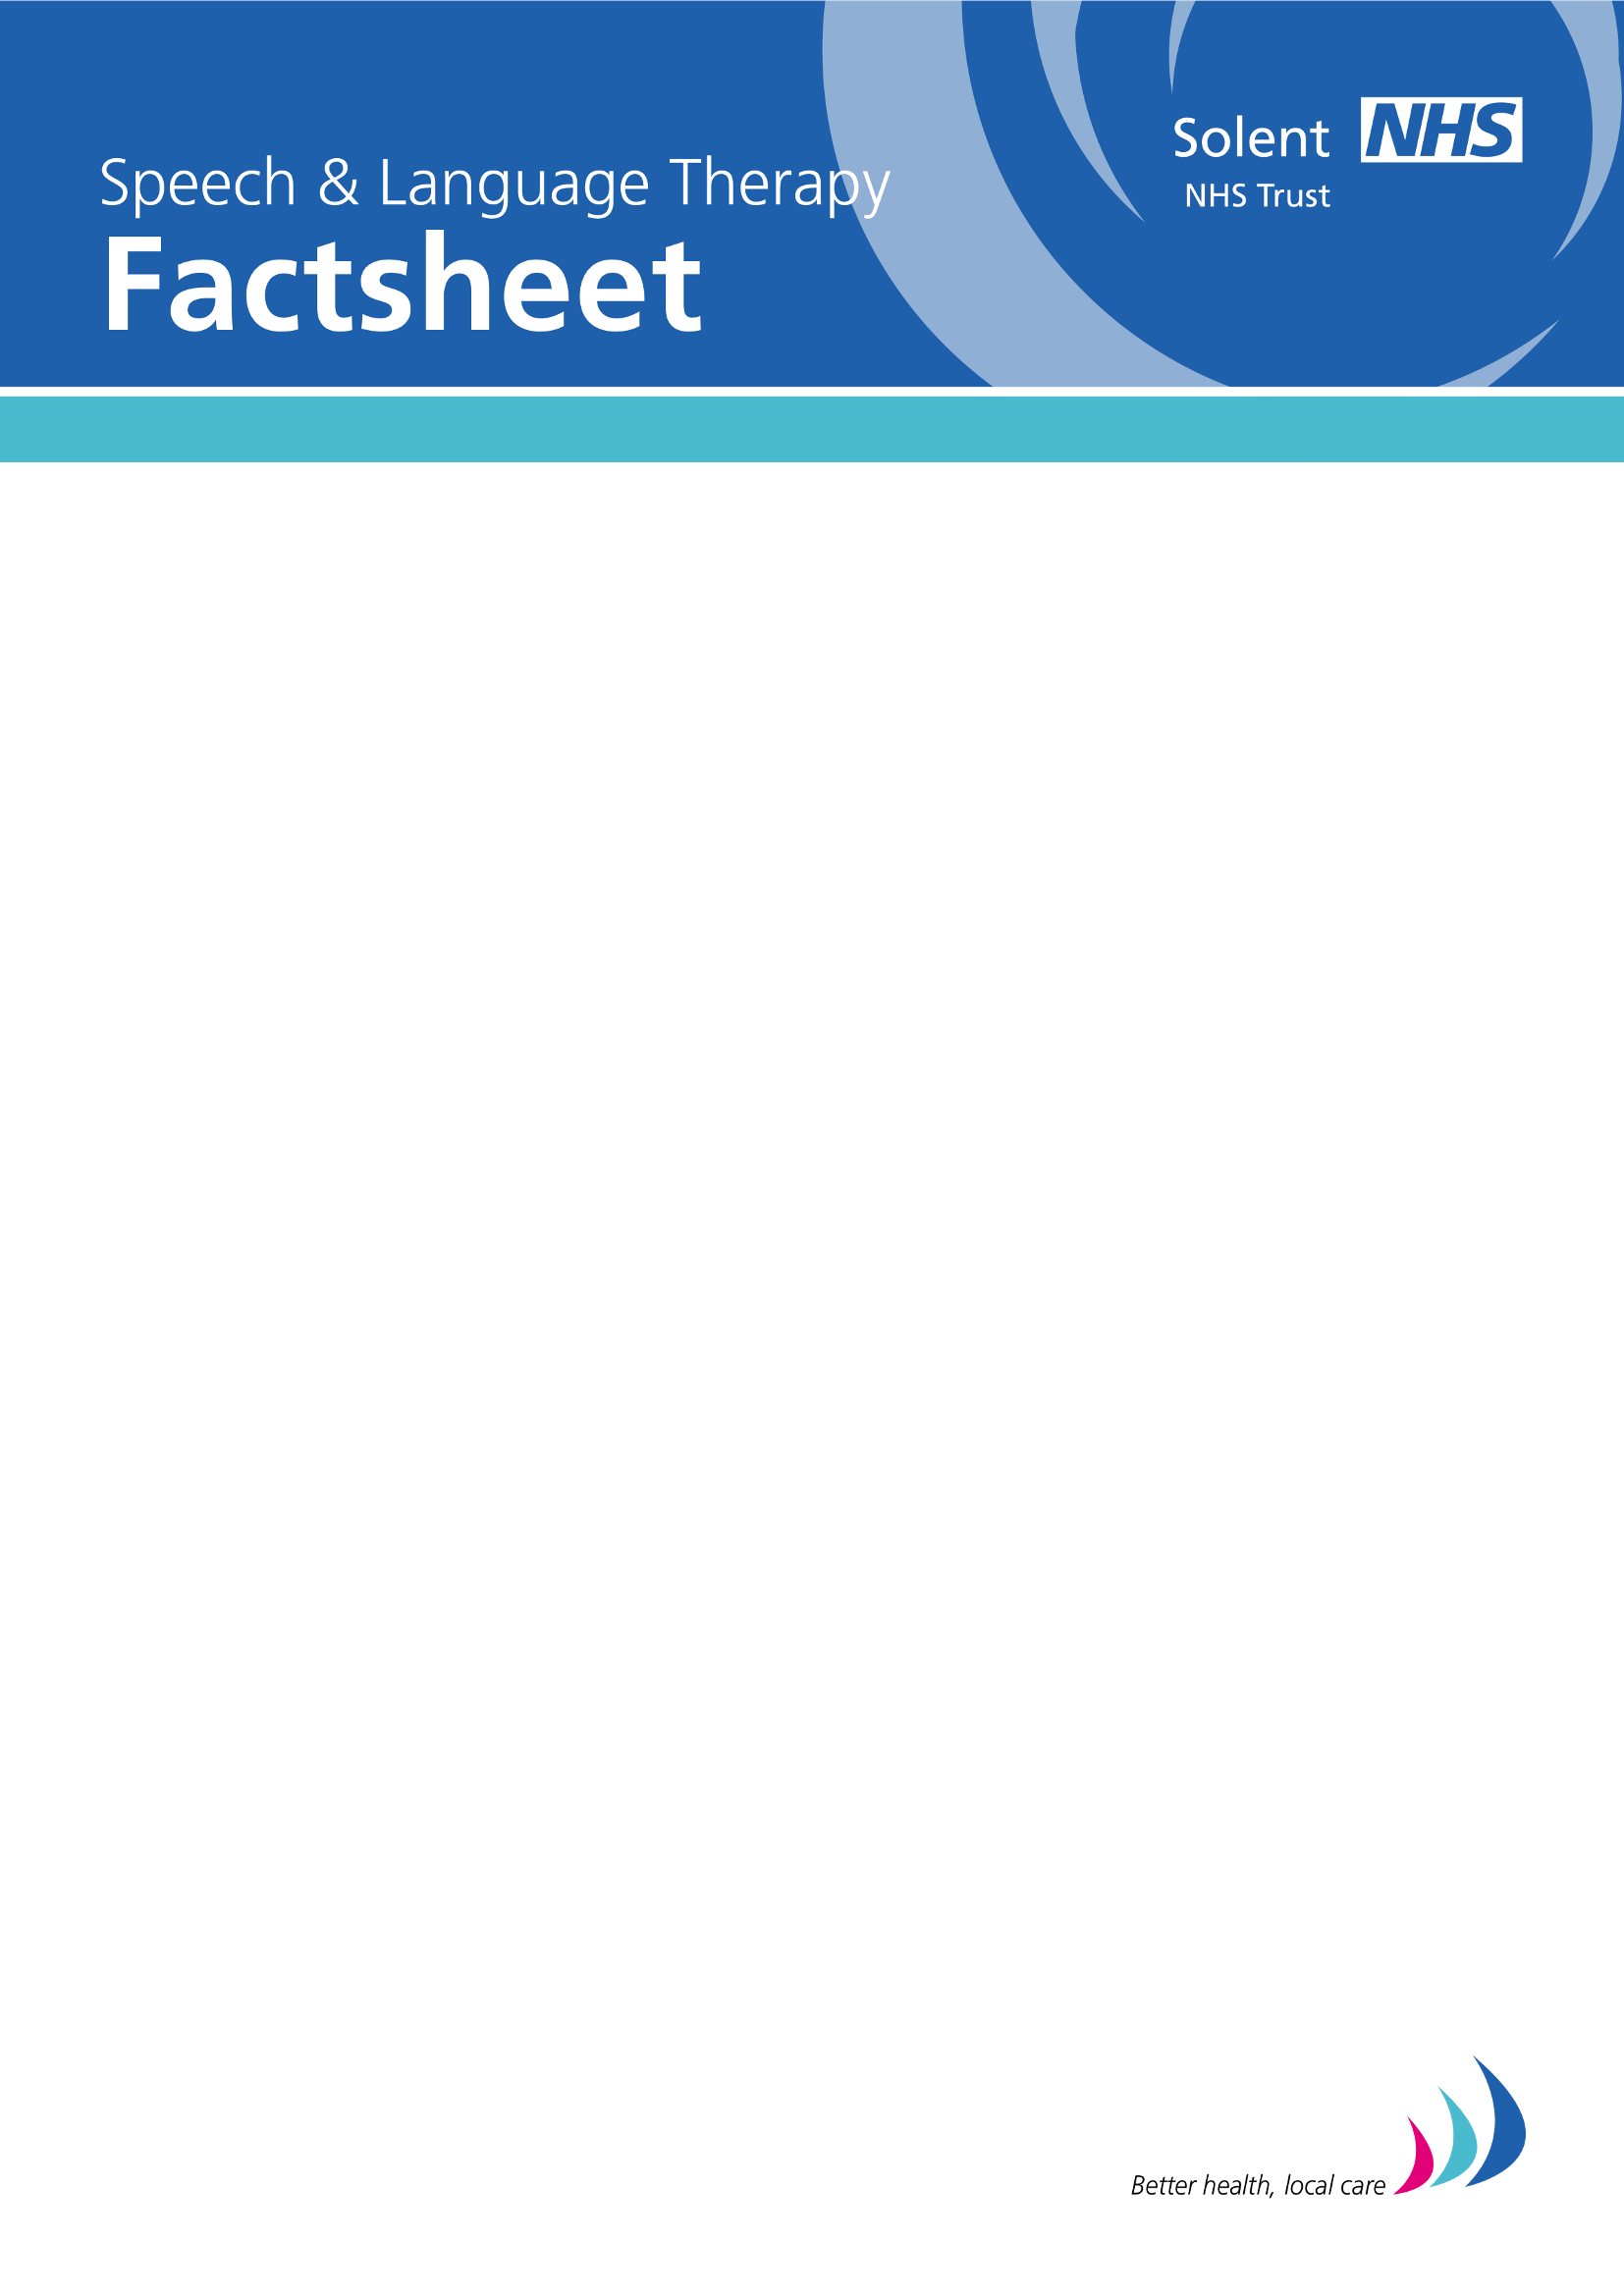 Speech & Language Therapy
Factsheet
Solent NHS
NHS Trust
Better health, local care